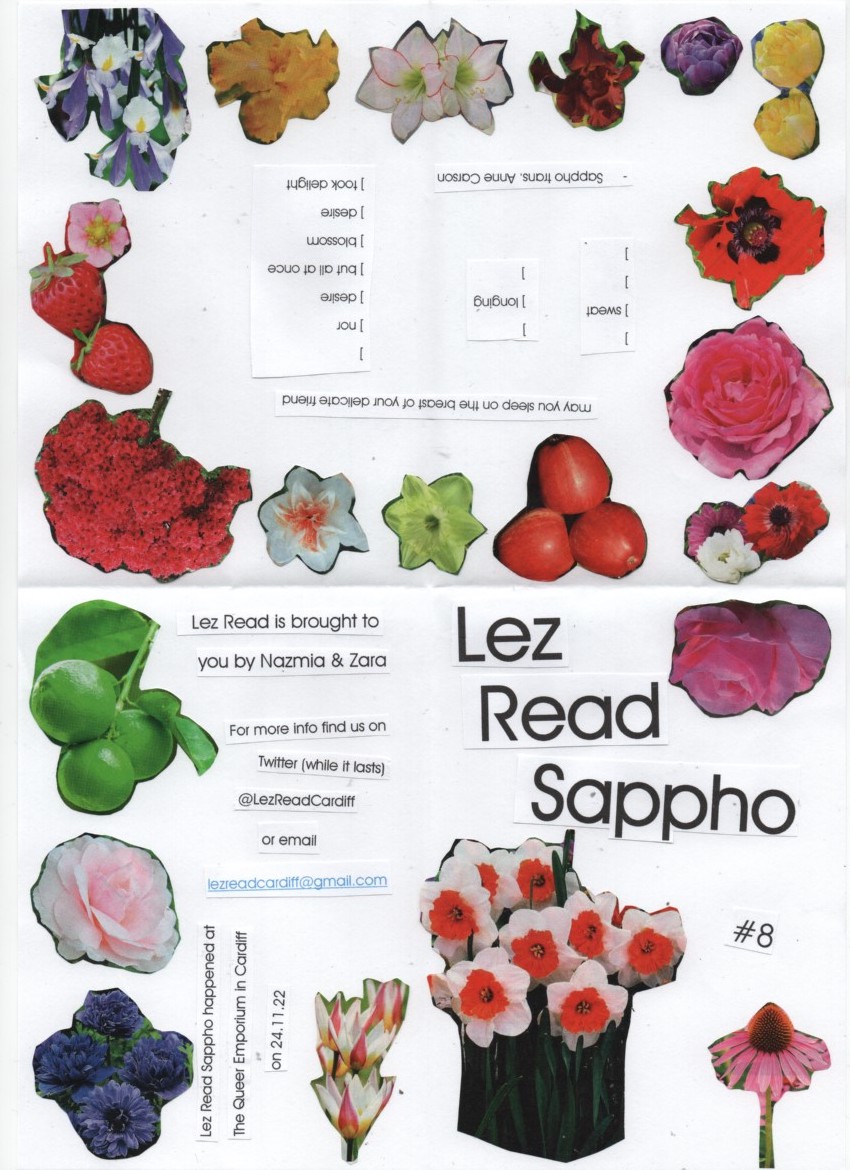 may you sleep on the breast of your delicate friend
]
] sweat
]
]
]
] longing
]
]
] nor
] desire
] but all at once
] blossom
] desire
] took delight
- Sappho trans. Anne Carson
Lez Read is brought to
you by Nazmia & Zara
For more info find us on
Twitter (while it lasts)
@LezReadCardiff
or email
lezreadcardiff@gmail.com
Lez Read Sappho happened at
The Queer Emporium in Cardiff
on 24.11.22
Lez
Read
Sappho
#8